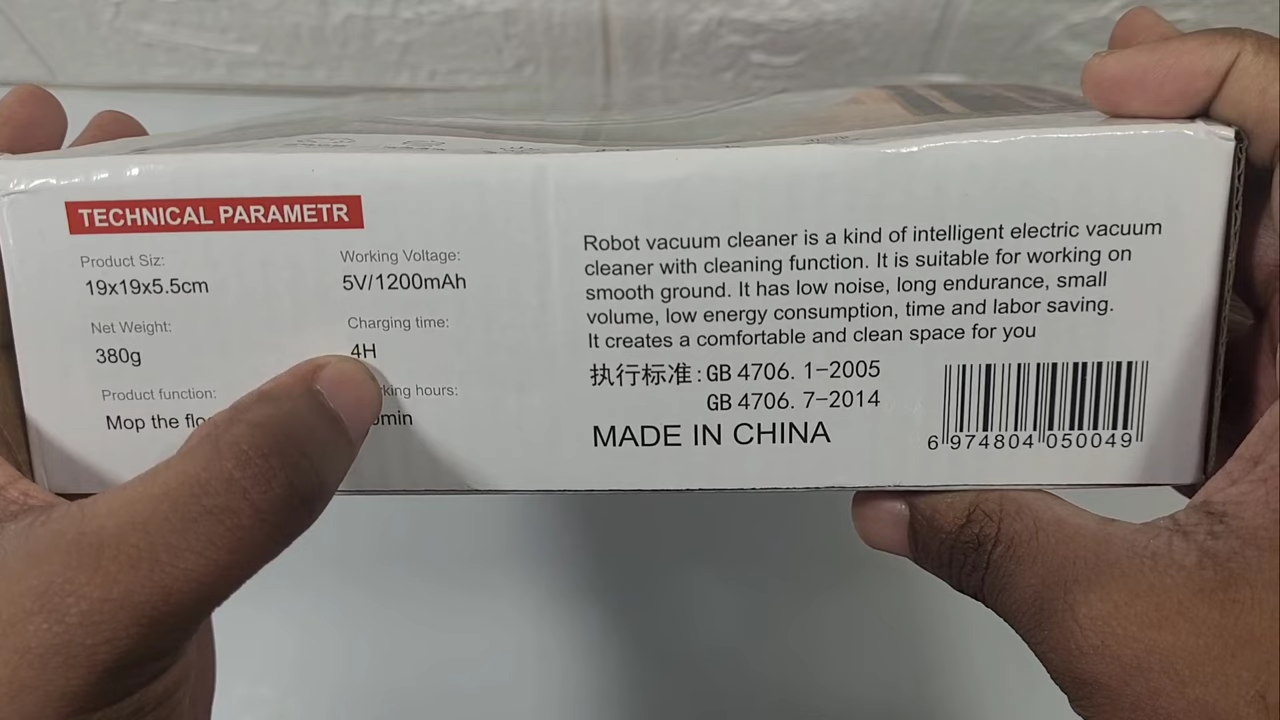 TECHNICAL PARAMETR
Product Siz:
19x19x5.5cm
Working Voltage:
5V/1200mAh
Net Weight:
380g
Charging time:
4H
Product function:
Mop the
hours:
Robot vacuum cleaner is a kind of intelligent electric vacuum
cleaner with cleaning function. It is suitable for working on
smooth ground. It has low noise, long endurance, small
volume, low energy consumption, time and labor saving.
It creates a comfortable and clean space for you
执行标准:GB 4706. 1-2005
GB 4706. 7-2014
MADE IN CHINA
6 974804 050049